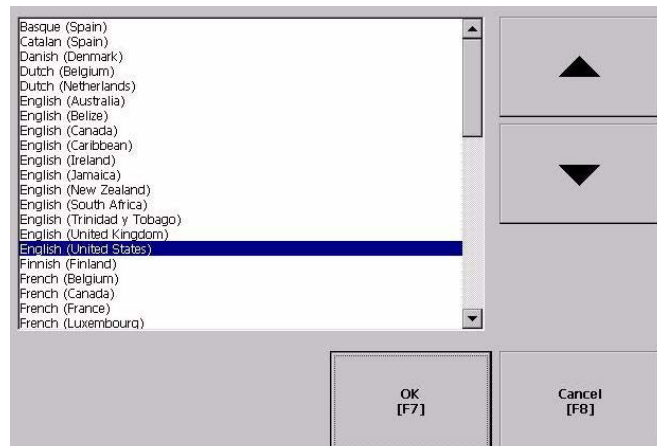 Basque (Spain)
Catalan (Spain)
Danish (Denmark)
Dutch (Belgium)
Dutch (Netherlands)
English (Australia)
English (Belize)
English (Canada)
English (Caribbean)
English (Ireland)
English (Jamaica)
English (New Zealand)
English (South Africa)
English (Trinidad y Tobago)
English (United Kingdom)
English (United States)
Finnish (Finland)
French (Belgium)
French (Canada)
French (France)
French (Luxembourg)
OK
[F7]
Cancel
[F8]